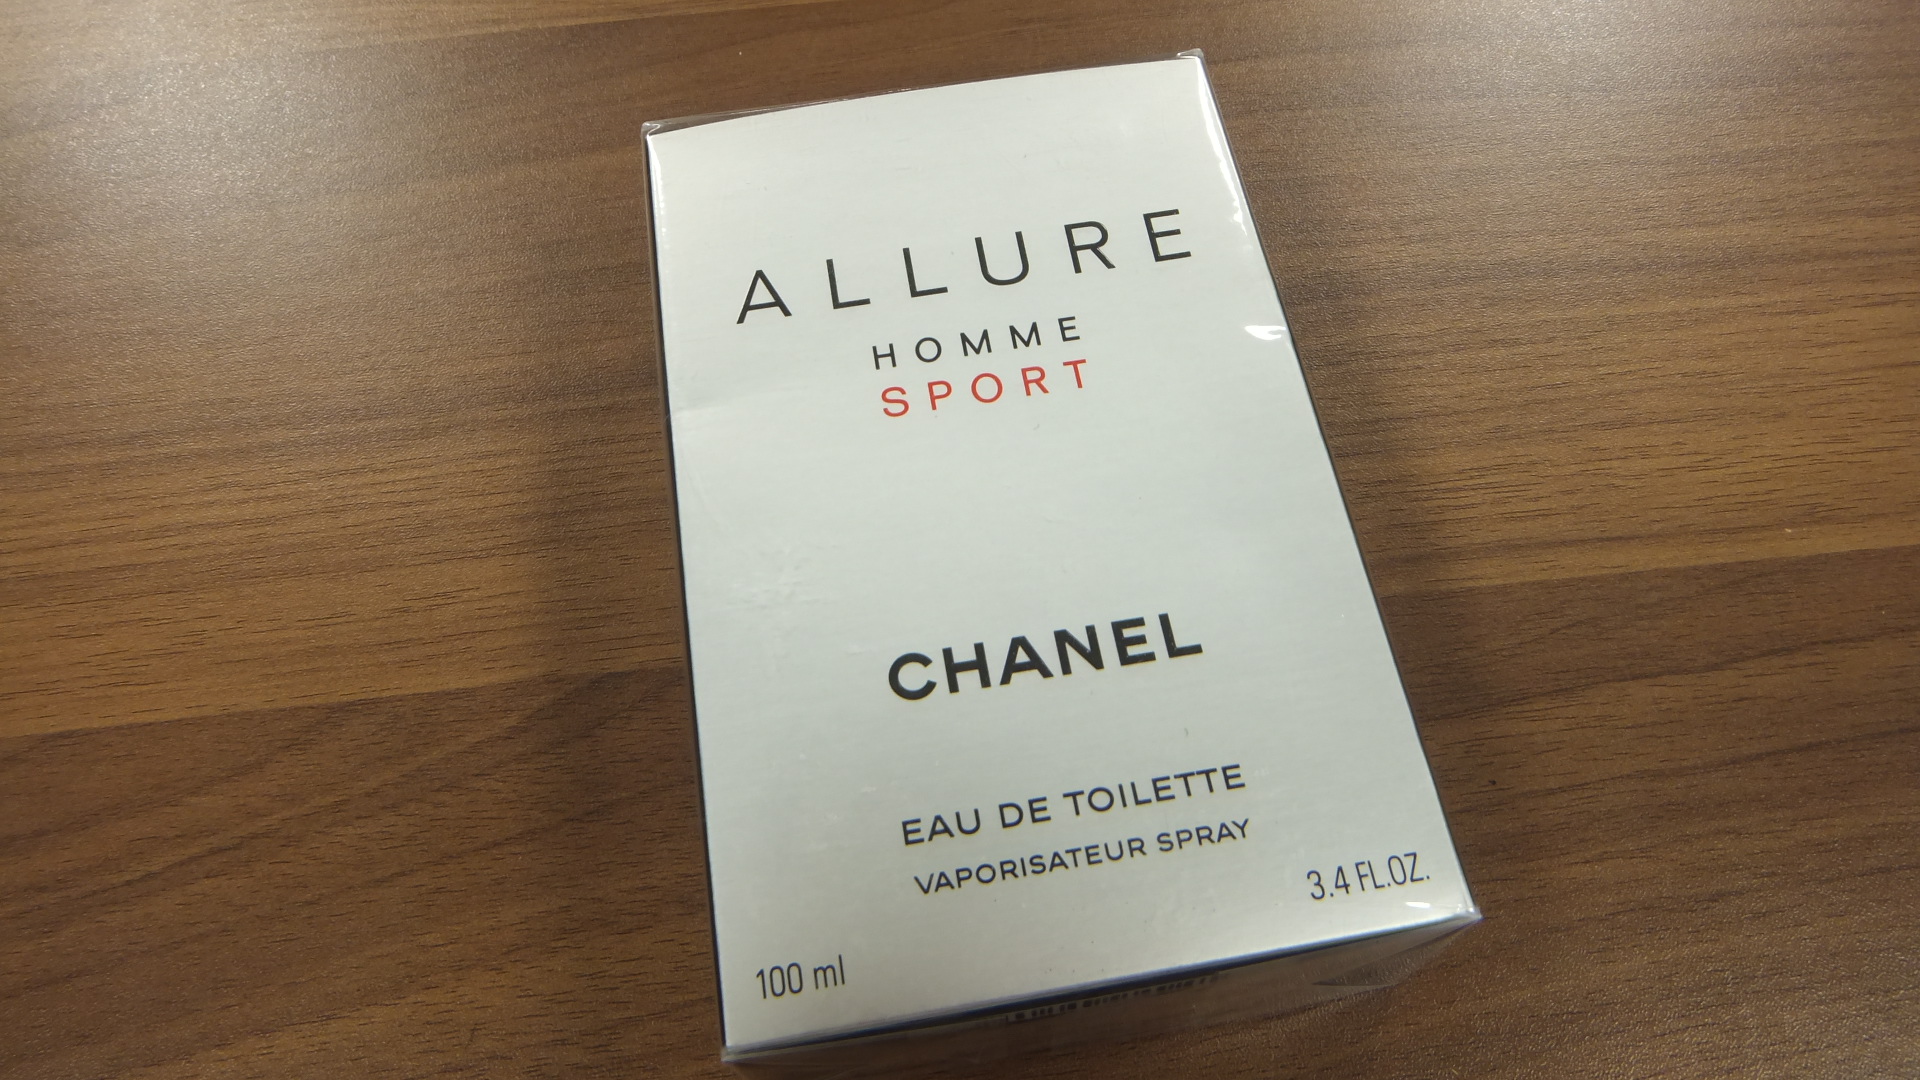 ALLURE
HOMME
SPORT
CHANEL
EAU DE TOILETTE
VAPORISATEUR SPRAY
3.4 FL.OZ.
100 ml